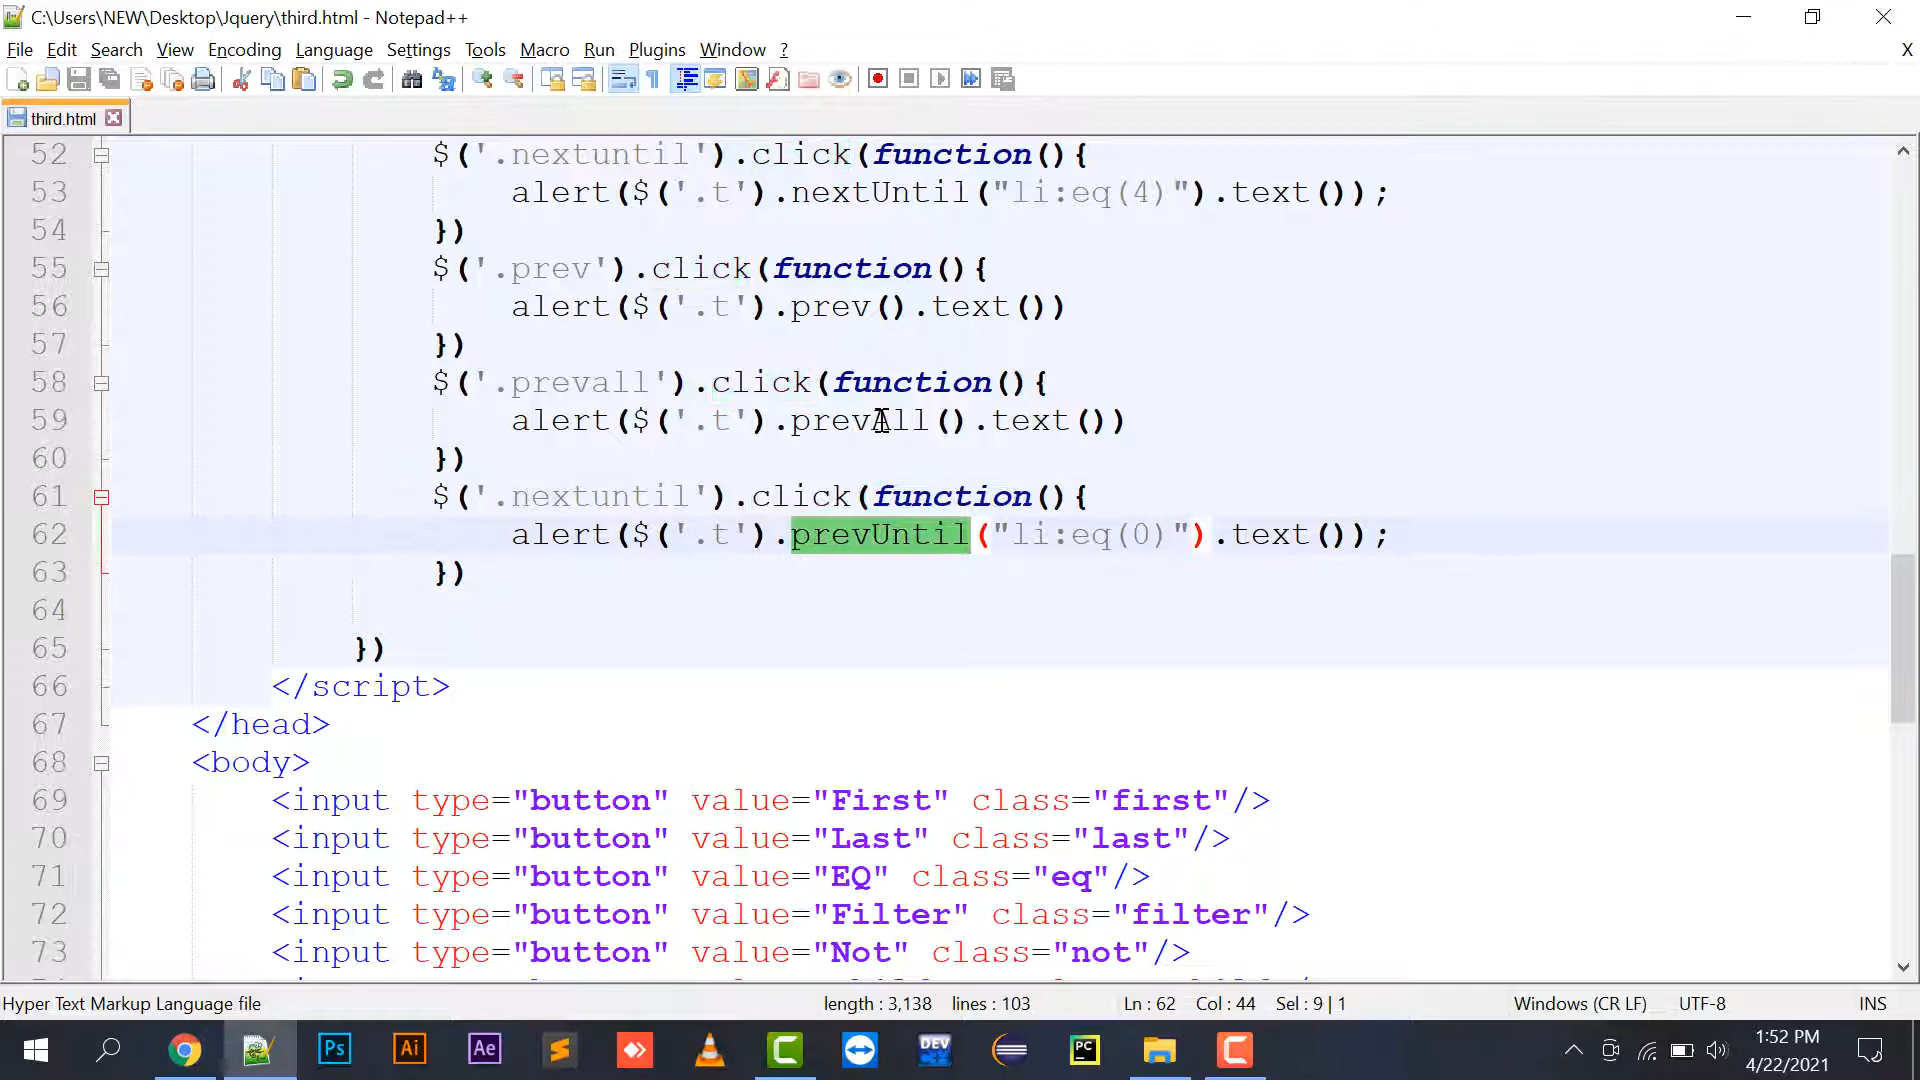 C:\Users\NEW\Desktop\Jquery\third.html - Notepad++
File Edit Search View Encoding Language Settings Tools Macro Run Plugins Window ? X
third.html
52 $('.nextuntil').click(function(){
53 alert($('.t').nextUntil("li:eq(4)").text());
54 })
55 $('.prev').click(function(){
56 alert($('.t').prev().text())
57 })
58 $('.prevall').click(function(){
59 alert($('.t').prevAll().text())
60 })
61 $('.nextuntil').click(function(){
62 alert($('.t').prevUntil("li:eq(0)").text());
63 })
64
65 })
66 </script>
67 </head>
68 <body>
69 <input type="button" value="First" class="first"/>
70 <input type="button" value="Last" class="last"/>
71 <input type="button" value="EQ" class="eq"/>
72 <input type="button" value="Filter" class="filter"/>
73 <input type="button" value="Not" class="not"/>
Hyper Text Markup Language file length : 3,138 lines : 103 Ln : 62 Col : 44 Sel : 9 | 1 Windows (CR LF) UTF-8 INS
Ps Ai Ae DEV PC
1:52 PM
4/22/2021